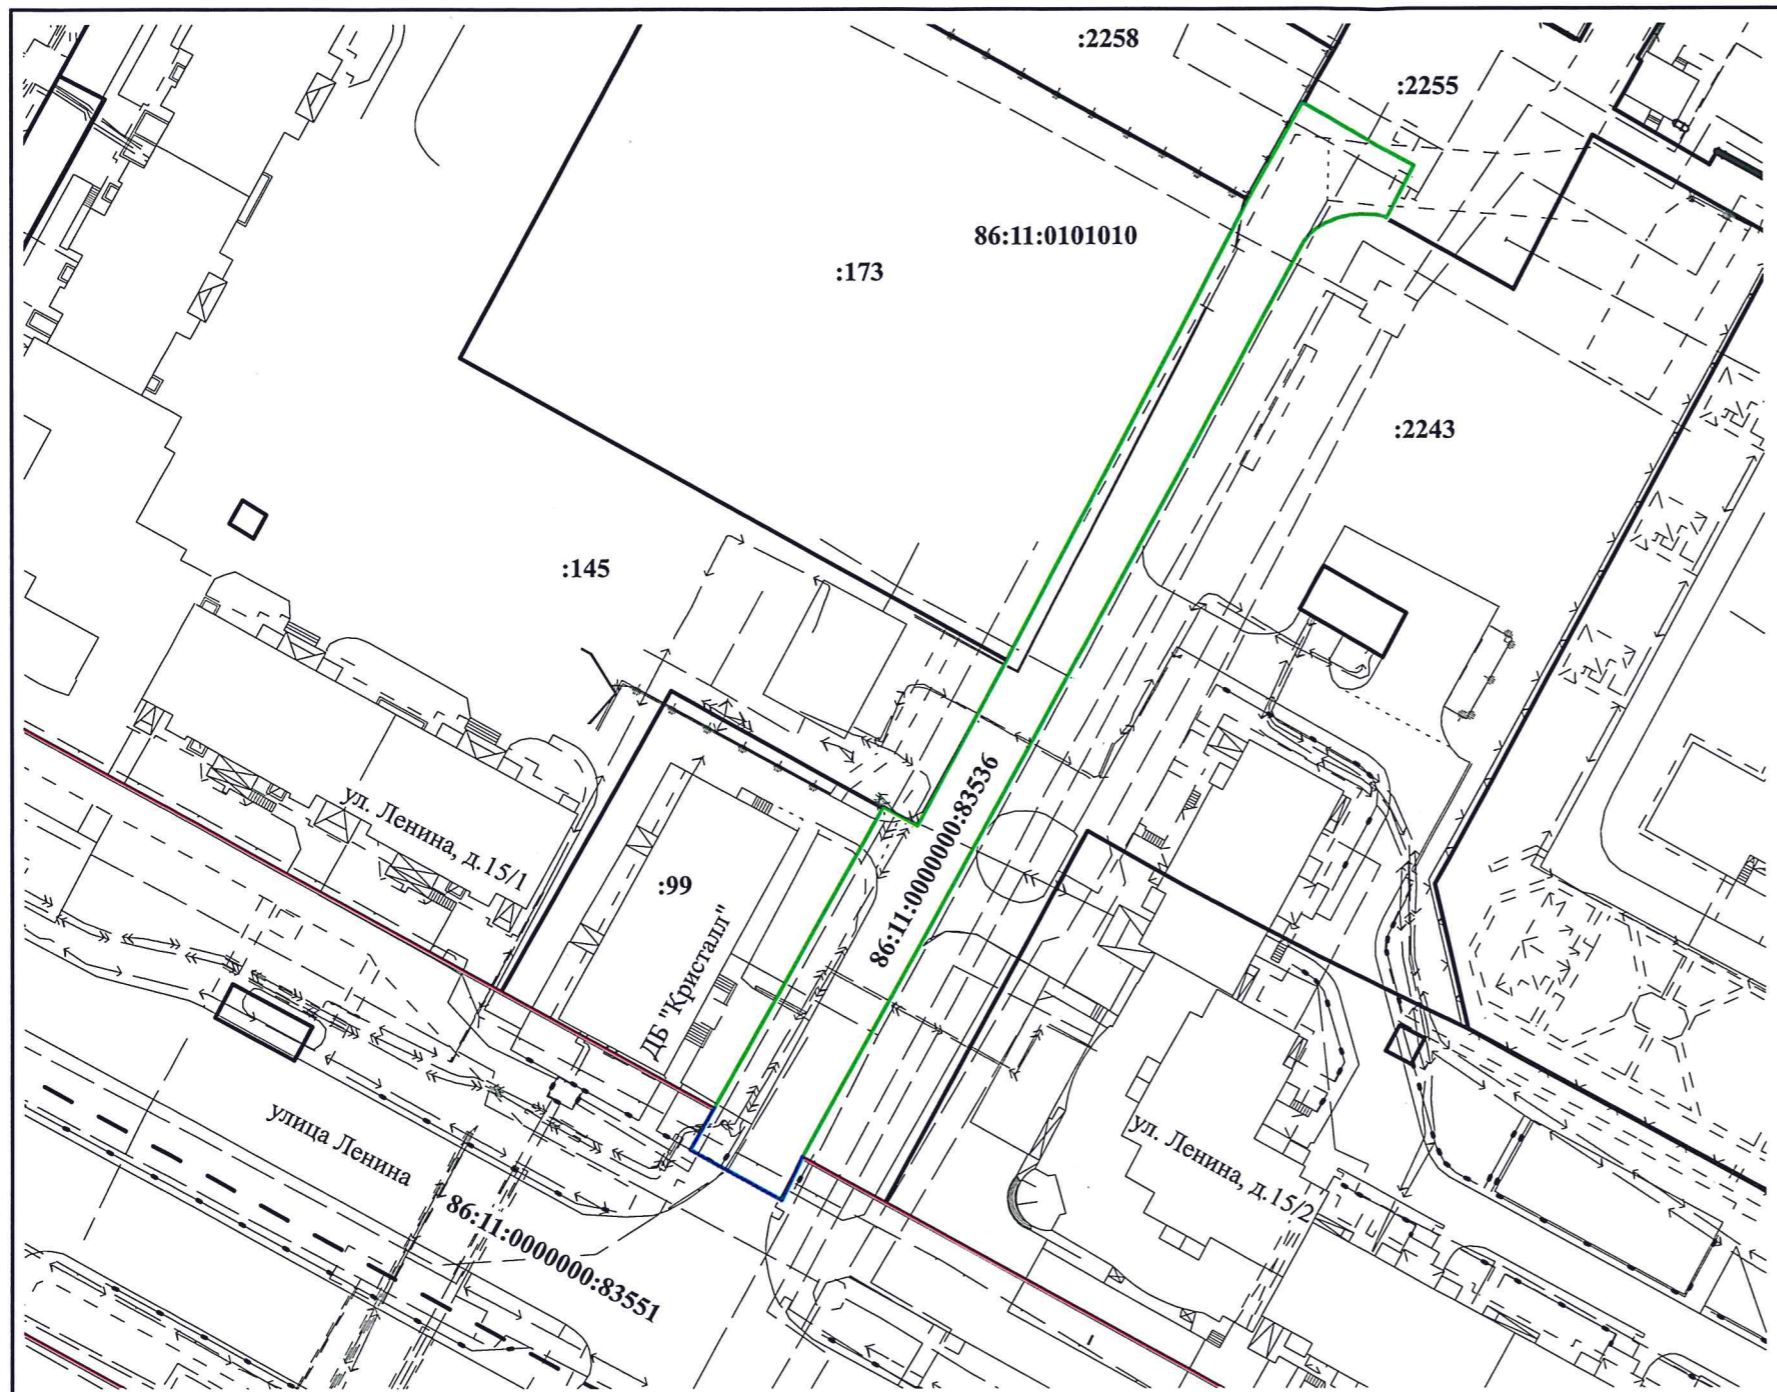 :2258
:2255
86:11:0101010
:173
:2243
:145
86:11:0000000:83536
ул. Ленина, д.15/1
:99
ДБ "Кристалл"
улица Ленина
ул. Ленина, д.15/2
86:11:000000:83551